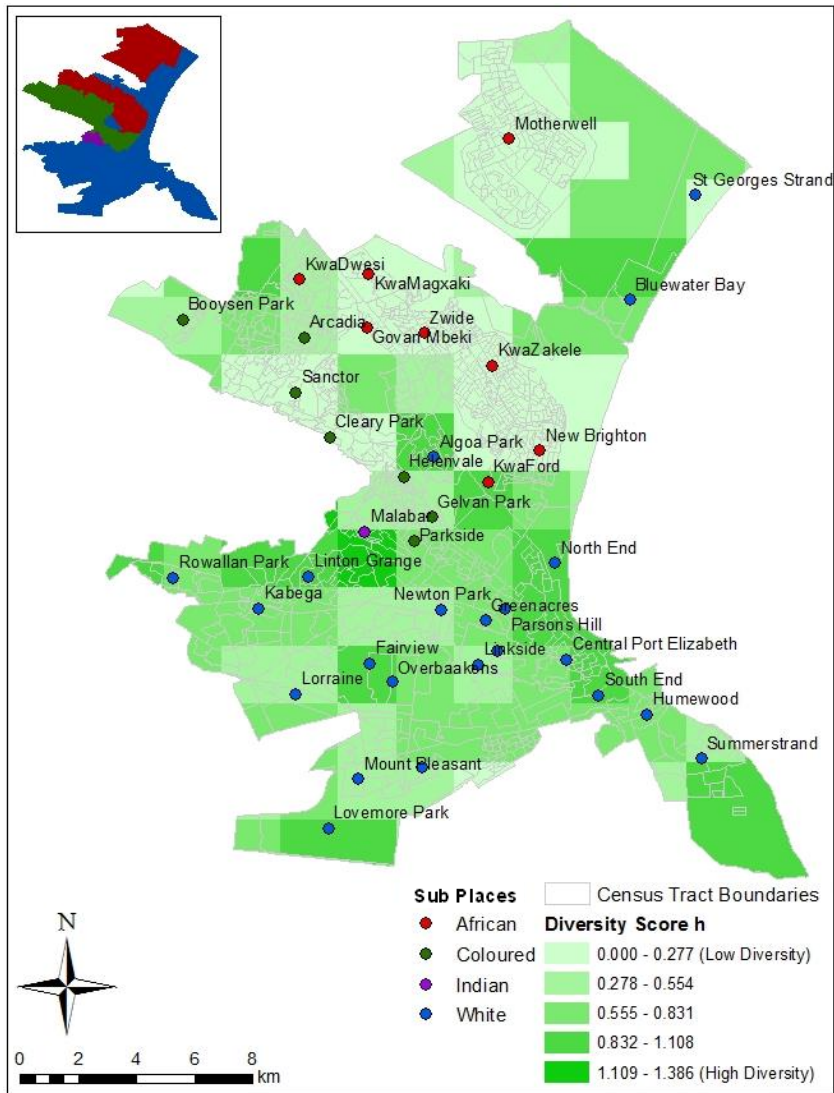 Motherwell
St Georges Strand
KwaDwesi
KwaMagxaki
Bluewater Bay
Booysen Park
Arcadia
Zwide
Govan Mbeki
KwaZakele
Sanctor
Cleary Park
Algoa Park
New Brighton
Helenvale
KwaFord
Gelvan Park
Malabar
Parkside
North End
Rowallan Park
Linton Grange
Kabega
Newton Park
Greenacres
Parsons Hill
Fairview
Linkside
Central Port Elizabeth
Overbaakens
Lorraine
South End
Humewood
Summerstrand
Mount Pleasant
Lovemore Park
Sub Places
African
Coloured
Indian
White
Census Tract Boundaries
Diversity Score h
0.000 - 0.277 (Low Diversity)
0.278 - 0.554
0.555 - 0.831
0.832 - 1.108
1.109 - 1.386 (High Diversity)
N
0 2 4 6 8
km